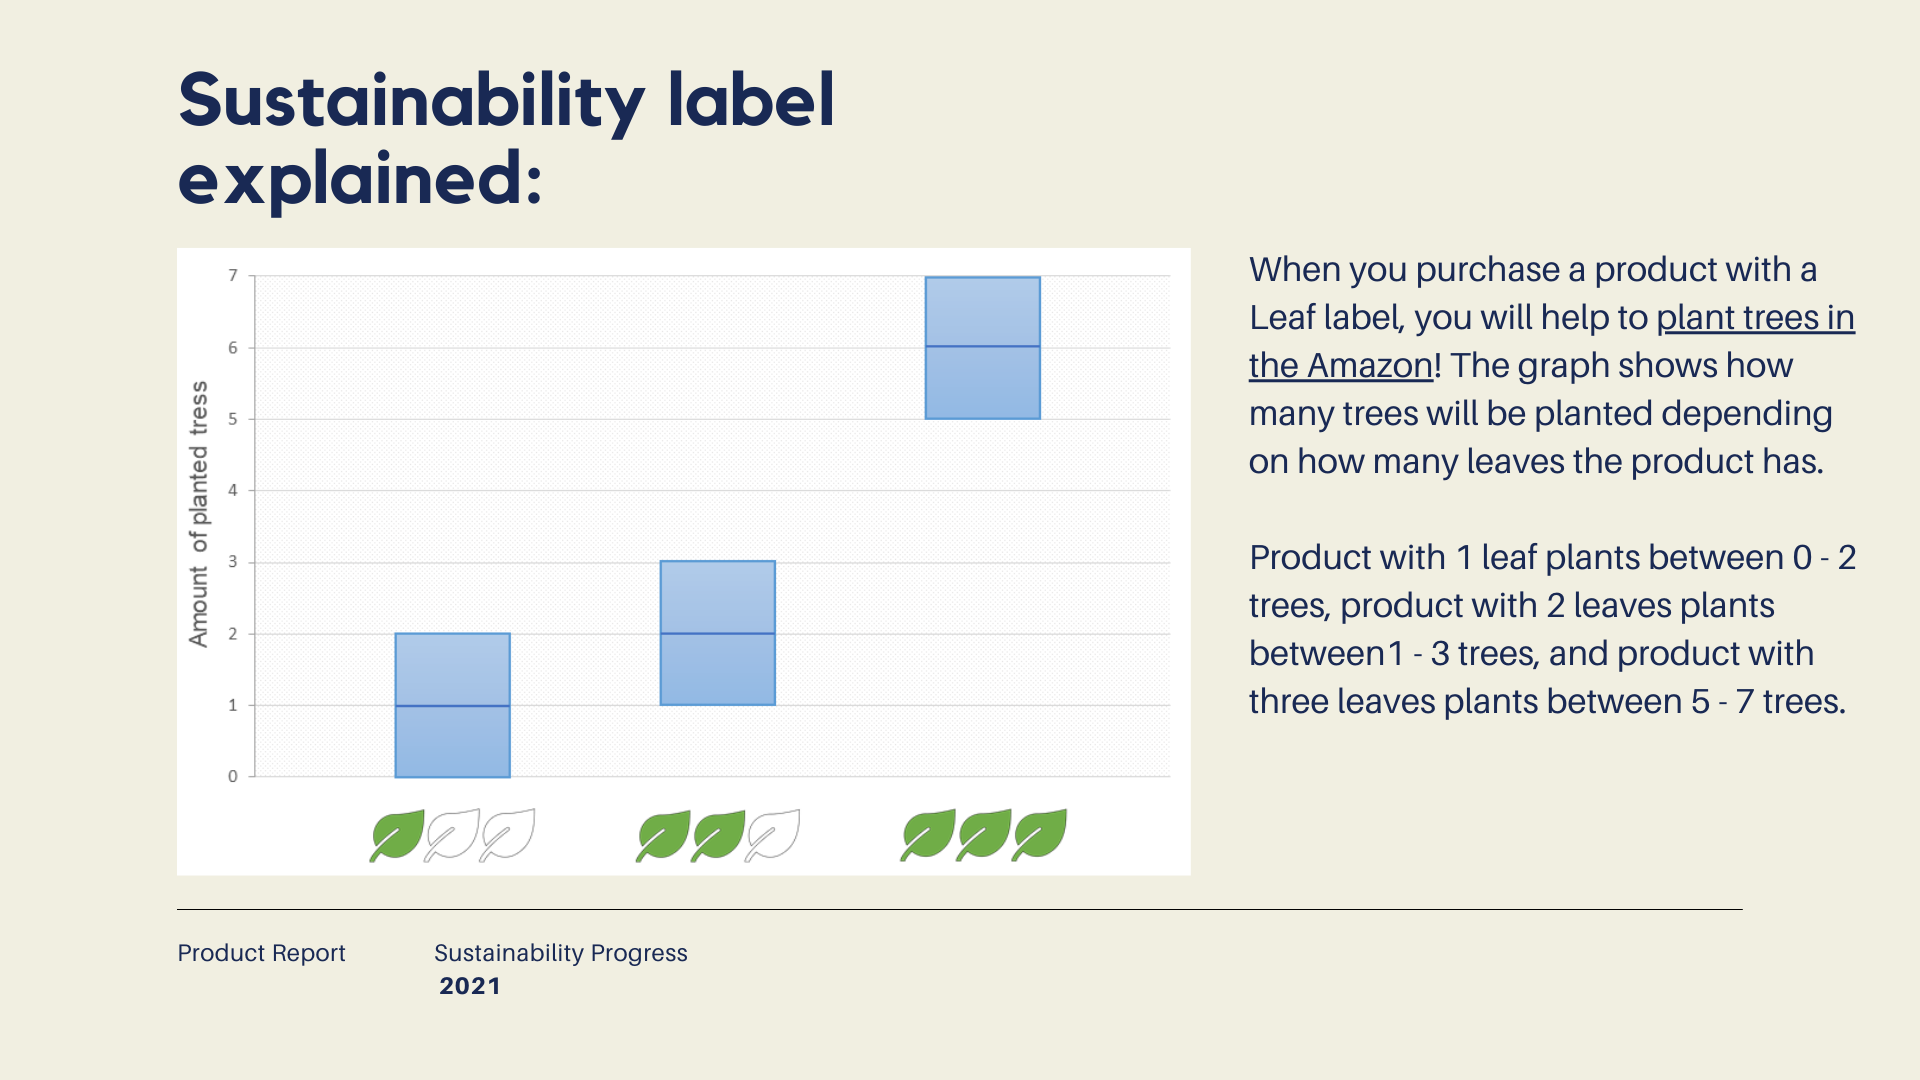 Sustainability label
explained:
7
6
5
4
3
2
1
0
Amount of planted tress
When you purchase a product with a
Leaf label, you will help to plant trees in
the Amazon! The graph shows how
many trees will be planted depending
on how many leaves the product has.
Product with 1 leaf plants between 0 - 2
trees, product with 2 leaves plants
between1 - 3 trees, and product with
three leaves plants between 5 - 7 trees.
Product Report
Sustainability Progress
2021